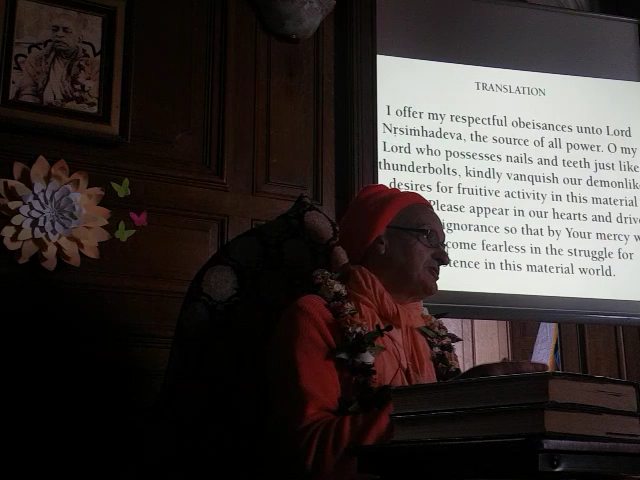 TRANSLATION
I offer my respectful obeisances unto Lord
Nṛsimhadeva, the source of all power. O my
Lord who possesses nails and teeth just like
thunderbolts, kindly vanquish our demonlik
desires for fruitive activity in this material
Please appear in our hearts and drive
ignorance so that by Your mercy w
come fearless in the struggle for
tence in this material world.